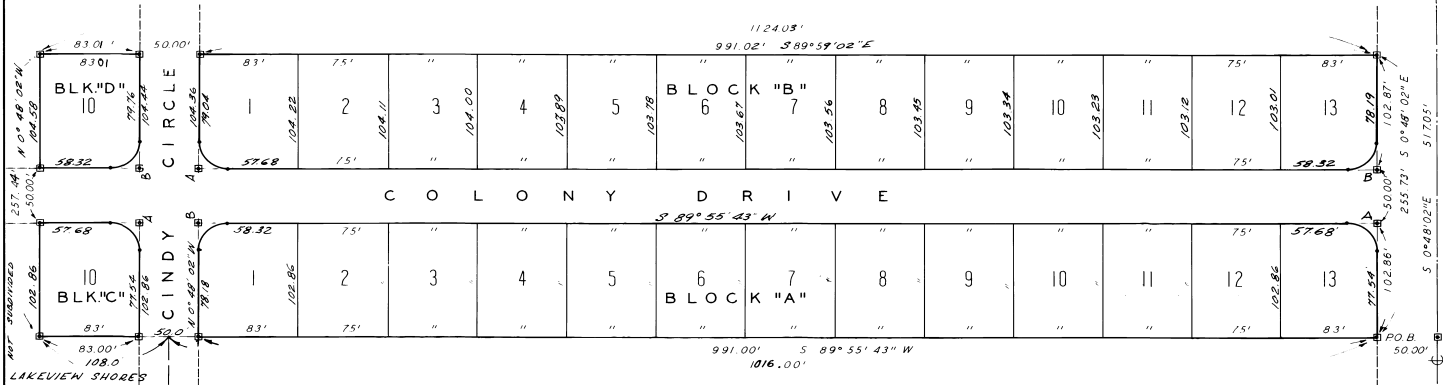 1124.03'
83.01' 50.00' 991.02' S 89°59'02"E
8301 83' 75' " " " " " " " " " 75' 83'
BLK."D" BLOCK "B"
10 1 2 3 4 5 6 7 8 9 10 11 12 13
N 0° 48' 02"W
104.58
79.76
104.44
CIRCLE
104.36
79.04
104.22
104.11
104.00
103.89
103.78
103.67
103.56
103.45
103.34
103.23
103.12
103.01
78.19
102.87'
S 0° 48' 02"E
517.05'
58.32 57.68 75' " " " " " " " " " 75' 58.32
B A B
257.44'
50.00'
COLONY DRIVE
50.00'
255.73'
S 89° 55' 43" W
A B A
57.68 58.32 75' " " " " " " " " " 75' 57.68'
NOT SUBDIVIDED
102.86
10 1 2 3 4 5 6 7 8 9 10 11 12 13
BLK."C" BLOCK "A"
77.54
102.86
CINDY
N 0° 48' 02" W
78.18
102.86
" " " " " " " " "
102.86
77.54'
102.86'
S 0°48'02"E
83' 50.0 83' 75' " " " " " " " " " 75' 83'
83.00' 991.00' S 89° 55' 43" W P.O.B. 50.00'
108.0 1016.00'
LAKEVIEW SHORES